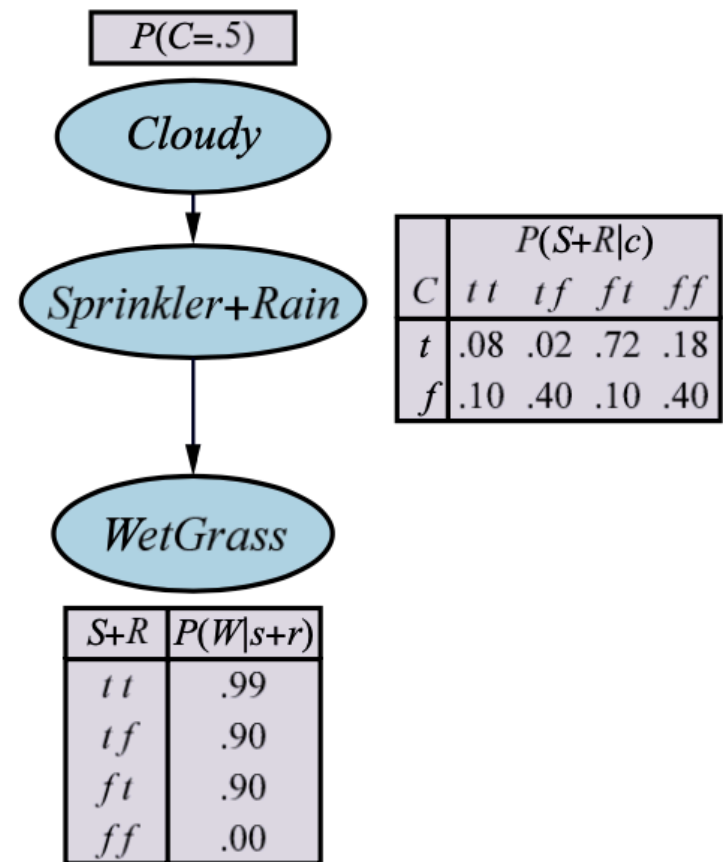 P(C=.5)
Cloudy
Sprinkler+Rain
P(S+R|c)
C t t t f f t f f
t .08 .02 .72 .18
f .10 .40 .10 .40
WetGrass
S+R P(W|s+r)
t t .99
t f .90
f t .90
f f .00